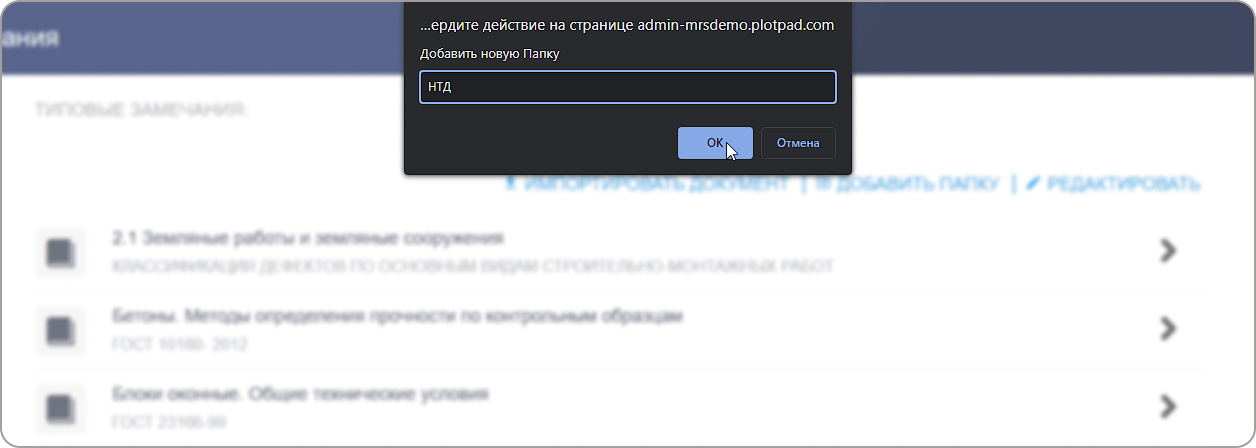 ...ердите действие на странице admin-mrsdemo.plotpad.com
ания
Добавить новую Папку
НТД
ТИПОВЫЕ ЗАМЕЧАНИЯ:
ОК
Отмена
ИМПОРТИРОВАТЬ ДОКУМЕНТ | ДОБАВИТЬ ПАПКУ | РЕДАКТИРОВАТЬ
2.1 Земляные работы и земляные сооружения
КЛАССИФИКАЦИЯ ДЕФЕКТОВ ПО ОСНОВНЫМ ВИДАМ СТРОИТЕЛЬНО-МОНТАЖНЫХ РАБОТ
Бетоны. Методы определения прочности по контрольным образцам
ГОСТ 10180- 2012
Блоки оконные. Общие технические условия
ГОСТ 23166-99